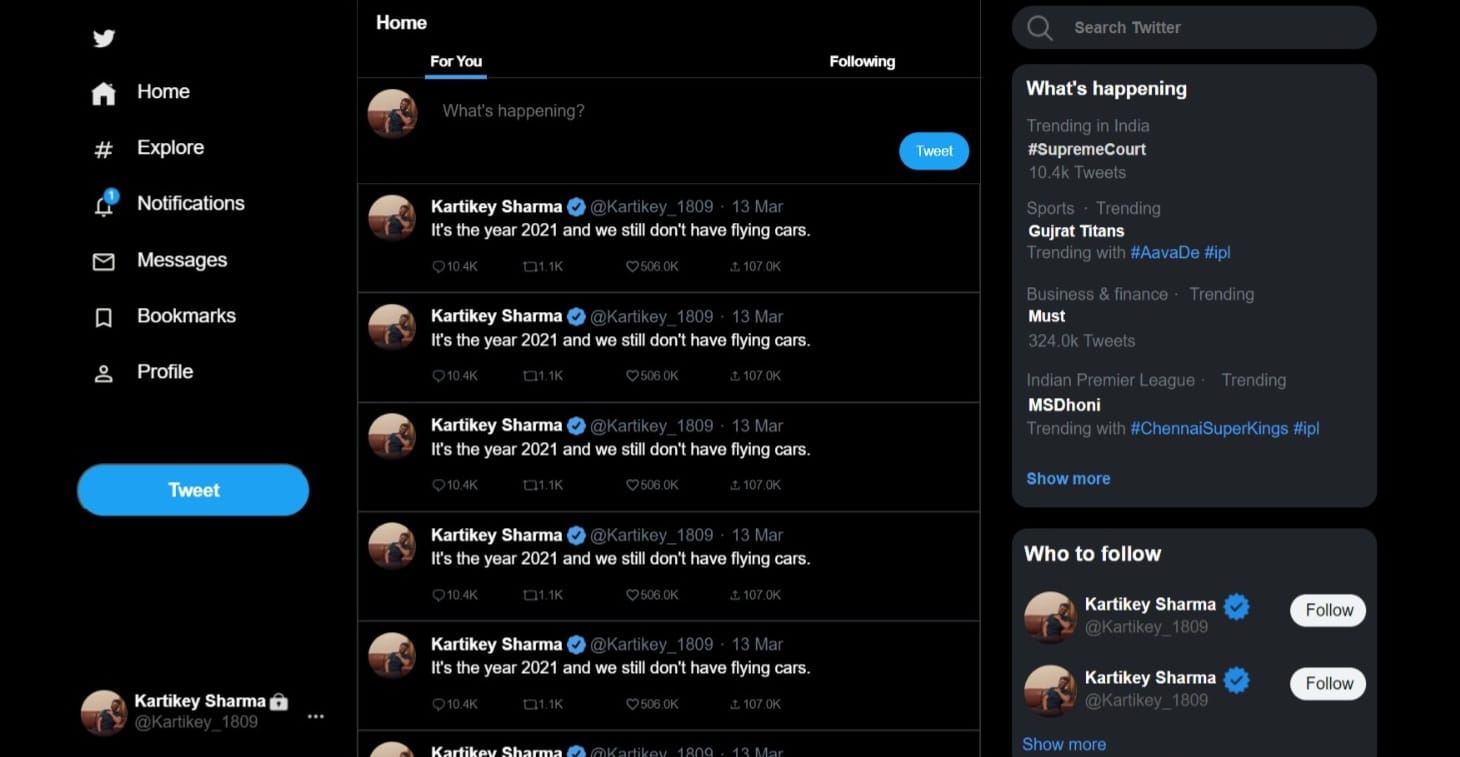 Home
Explore
1
Notifications
Messages
Bookmarks
Profile
Tweet
Kartikey Sharma
@Kartikey_1809
Home
For You Following
What's happening?
Tweet
Kartikey Sharma @Kartikey_1809 · 13 Mar
It's the year 2021 and we still don't have flying cars.
10.4K 1.1K 506.0K 107.0K
Kartikey Sharma @Kartikey_1809 · 13 Mar
It's the year 2021 and we still don't have flying cars.
10.4K 1.1K 506.0K 107.0K
Kartikey Sharma @Kartikey_1809 · 13 Mar
It's the year 2021 and we still don't have flying cars.
10.4K 1.1K 506.0K 107.0K
Kartikey Sharma @Kartikey_1809 · 13 Mar
It's the year 2021 and we still don't have flying cars.
10.4K 1.1K 506.0K 107.0K
Kartikey Sharma @Kartikey_1809 · 13 Mar
It's the year 2021 and we still don't have flying cars.
10.4K 1.1K 506.0K 107.0K
Kartikey Sharma @Kartikey_1809 · 13 Mar
Search Twitter
What's happening
Trending in India
#SupremeCourt
10.4k Tweets
Sports · Trending
Gujrat Titans
Trending with #AavaDe #ipl
Business & finance · Trending
Must
324.0k Tweets
Indian Premier League · Trending
MSDhoni
Trending with #ChennaiSuperKings #ipl
Show more
Who to follow
Kartikey Sharma
@Kartikey_1809
Follow
Kartikey Sharma
@Kartikey_1809
Follow
Show more